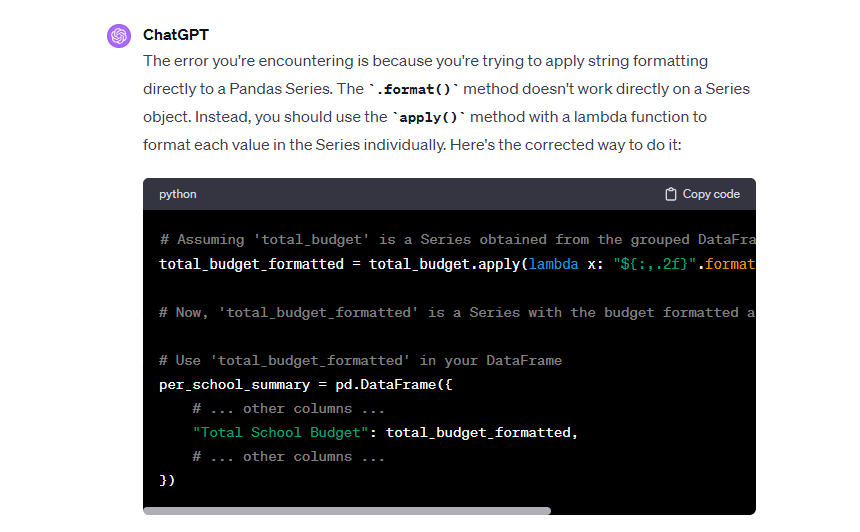 ChatGPT
The error you're encountering is because you're trying to apply string formatting
directly to a Pandas Series. The `.format()` method doesn't work directly on a Series
object. Instead, you should use the `apply()` method with a lambda function to
format each value in the Series individually. Here's the corrected way to do it:
python Copy code
# Assuming 'total_budget' is a Series obtained from the grouped DataFra
total_budget_formatted = total_budget.apply(lambda x: "${:,.2f}".format
# Now, 'total_budget_formatted' is a Series with the budget formatted a
# Use 'total_budget_formatted' in your DataFrame
per_school_summary = pd.DataFrame({
    # ... other columns ...
    "Total School Budget": total_budget_formatted,
    # ... other columns ...
})